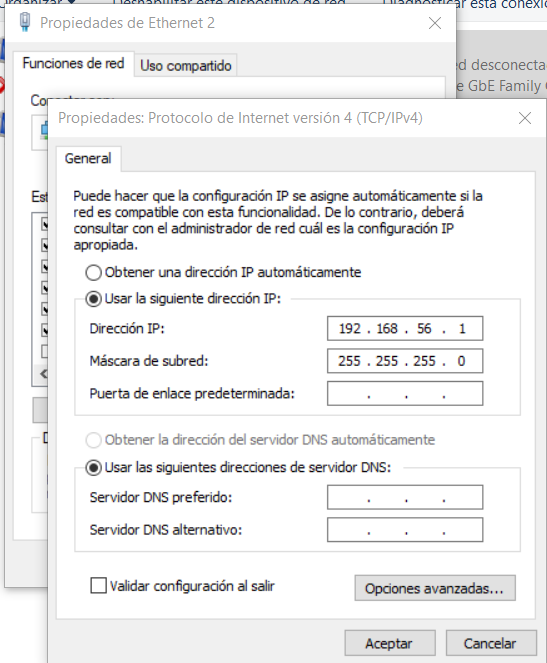 Propiedades de Ethernet 2
Funciones de red
Uso compartido
Propiedades: Protocolo de Internet versión 4 (TCP/IPv4)
General
Puede hacer que la configuración IP se asigne automáticamente si la
red es compatible con esta funcionalidad. De lo contrario, deberá
consultar con el administrador de red cuál es la configuración IP
apropiada.
Obtener una dirección IP automáticamente
Usar la siguiente dirección IP:
Dirección IP: 192 . 168 . 56 . 1
Máscara de subred: 255 . 255 . 255 . 0
Puerta de enlace predeterminada: . . .
Obtener la dirección del servidor DNS automáticamente
Usar las siguientes direcciones de servidor DNS:
Servidor DNS preferido: . . .
Servidor DNS alternativo: . . .
Validar configuración al salir
Opciones avanzadas...
Aceptar
Cancelar
ed desconecta
e GbE Family